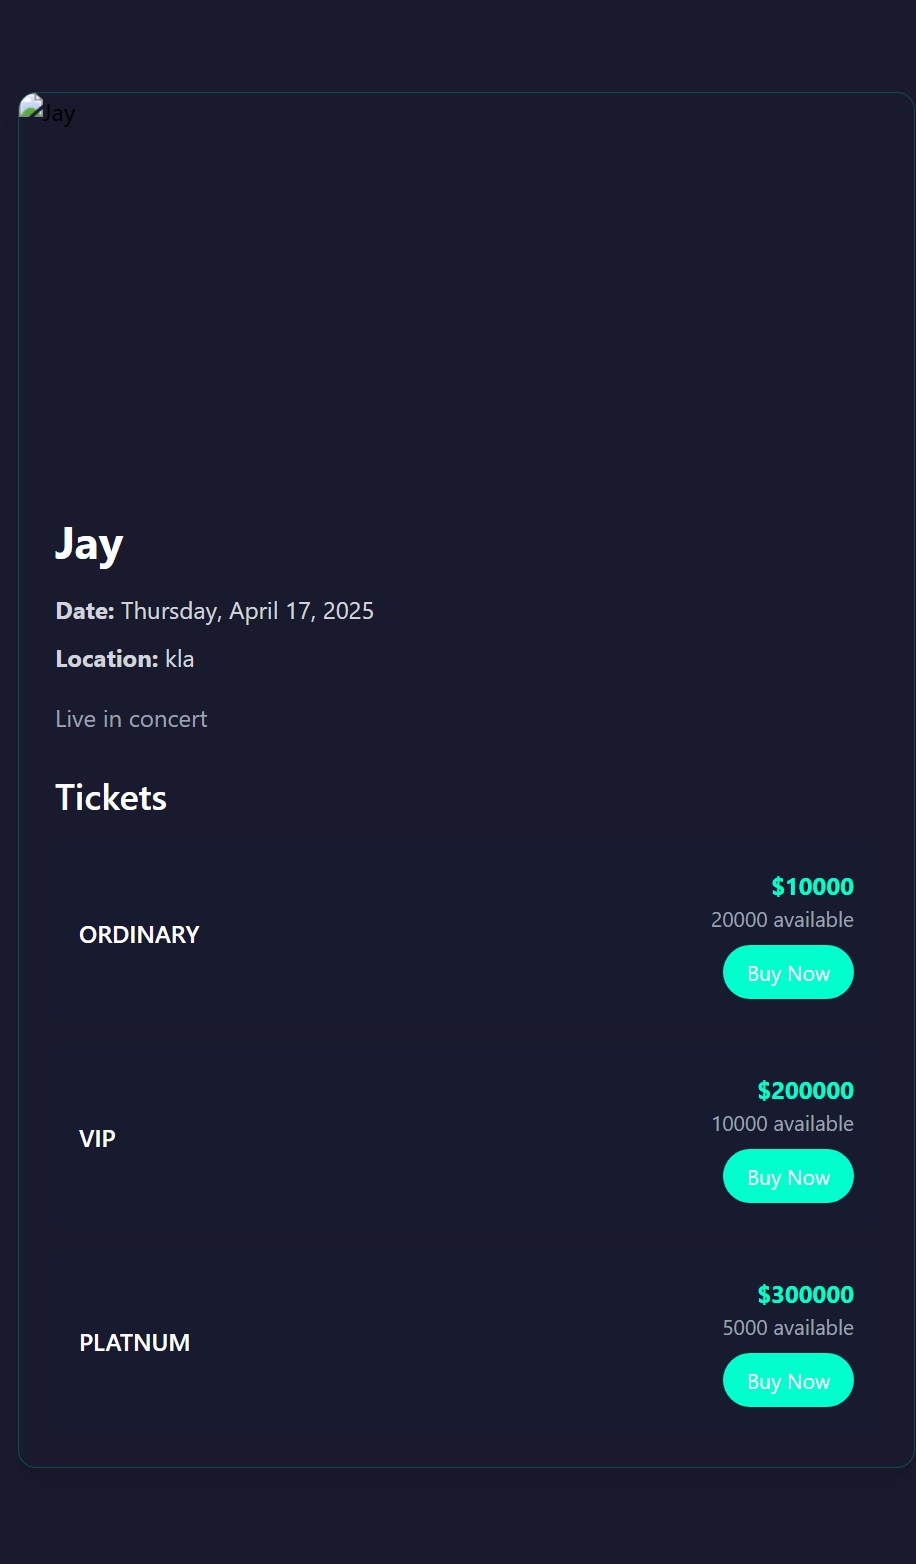 Jay
Jay
Date: Thursday, April 17, 2025
Location: kla
Live in concert
Tickets
ORDINARY
$10000
20000 available
Buy Now
VIP
$200000
10000 available
Buy Now
PLATNUM
$300000
5000 available
Buy Now